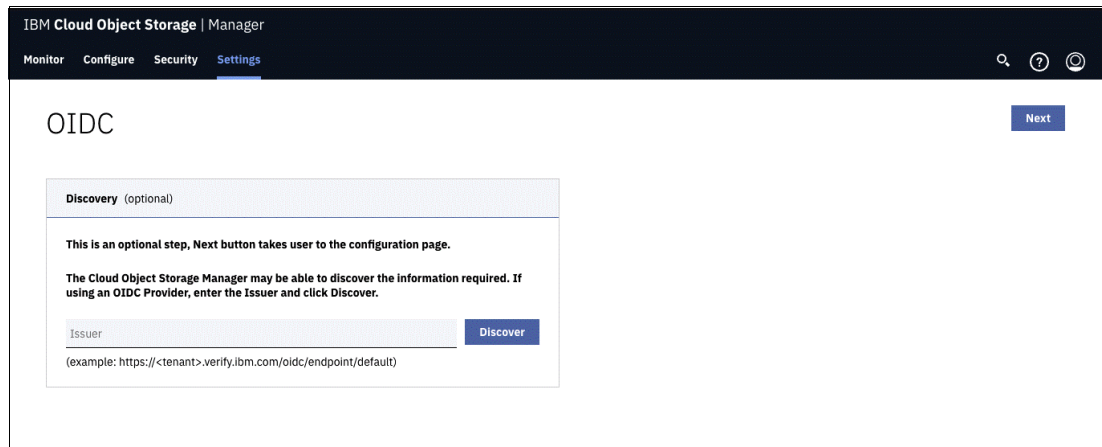 IBM Cloud Object Storage | Manager
Monitor Configure Security Settings
OIDC
Next
Discovery (optional)
This is an optional step, Next button takes user to the configuration page.
The Cloud Object Storage Manager may be able to discover the information required. If
using an OIDC Provider, enter the Issuer and click Discover.
Issuer
Discover
(example: https://<tenant>.verify.ibm.com/oidc/endpoint/default)